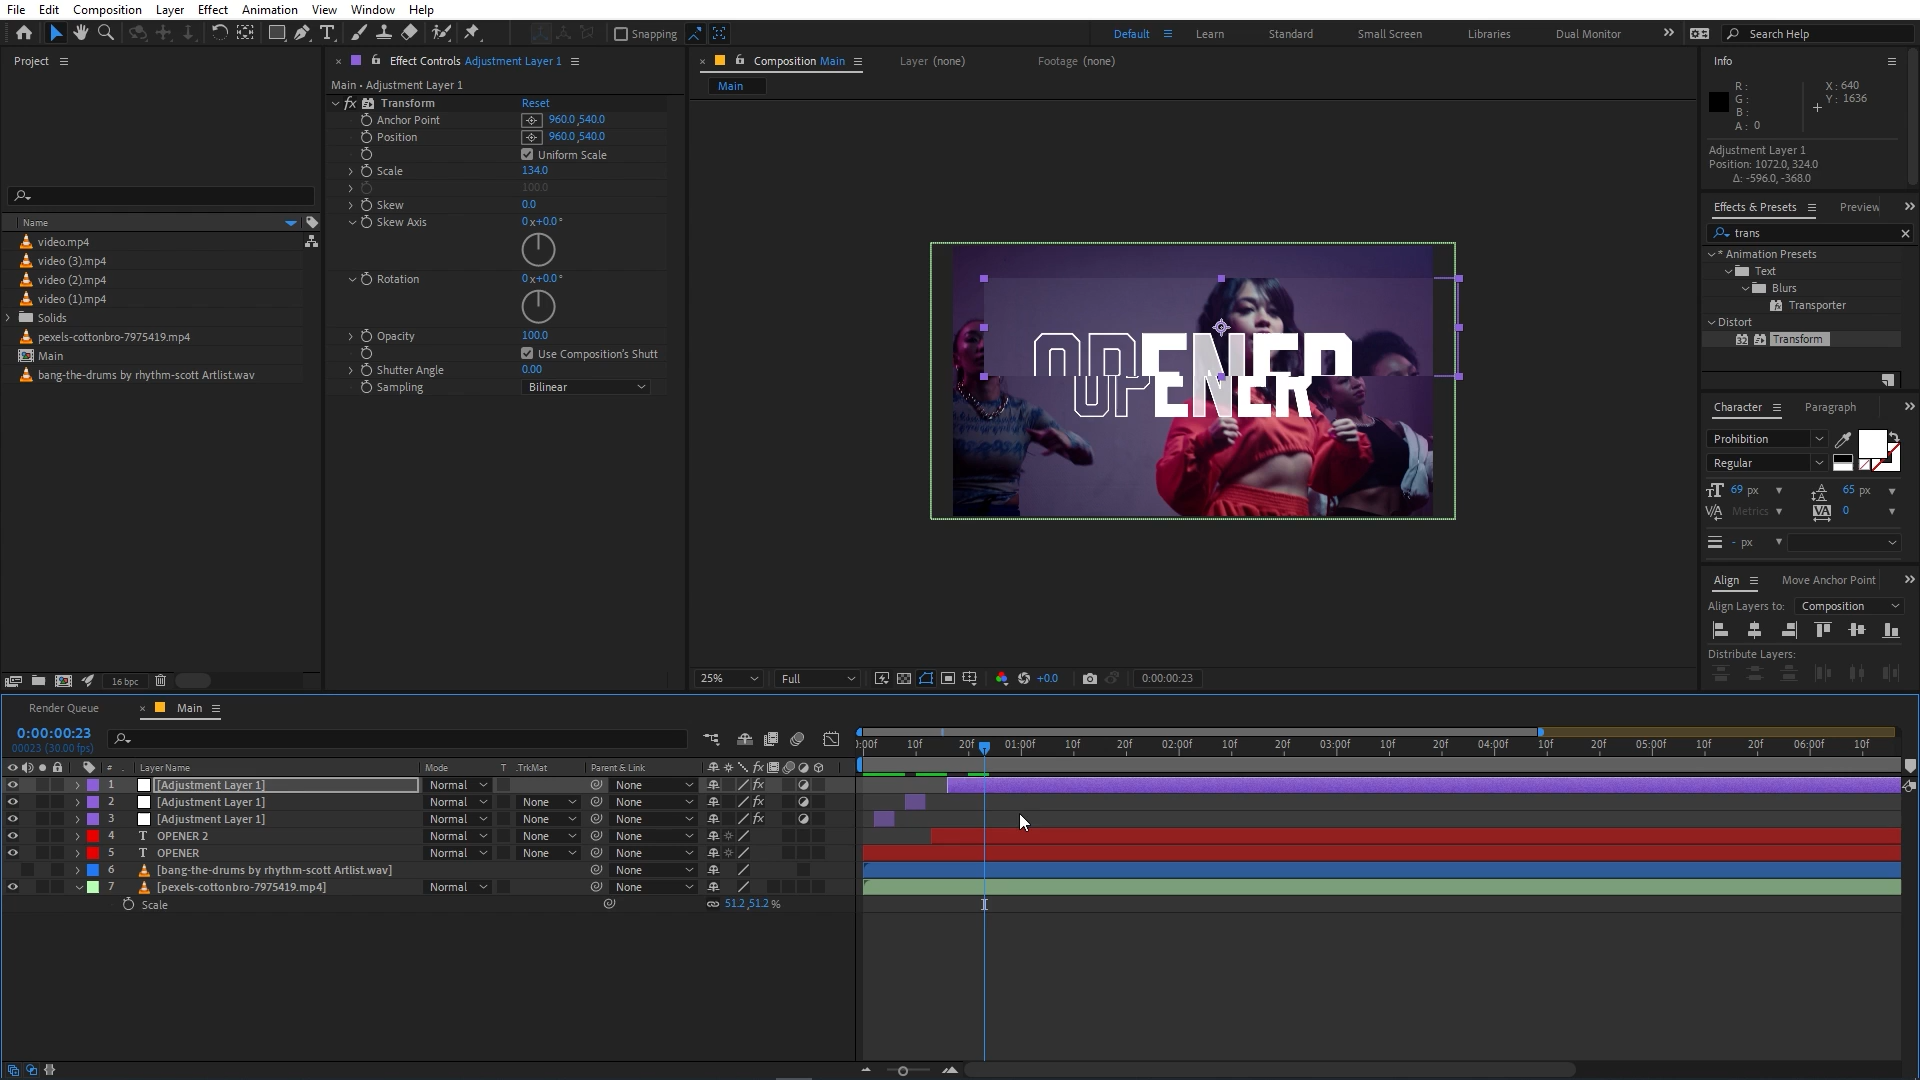 File Edit Composition Layer Effect Animation View Window Help
Snapping Default Learn Standard Small Screen Libraries Dual Monitor Search Help
Project
Name
video.mp4
video (3).mp4
video (2).mp4
video (1).mp4
Solids
pexels-cottonbro-7975419.mp4
Main
bang-the-drums by rhythm-scott Artlist.wav
16 bpc
Effect Controls Adjustment Layer 1
Main • Adjustment Layer 1
fx Transform Reset
Anchor Point 960.0,540.0
Position 960.0,540.0
Uniform Scale
Scale 134.0
100.0
Skew 0.0
Skew Axis 0x+0.0°
Rotation 0x+0.0°
Opacity 100.0
Use Composition's Shutt
Shutter Angle 0.00
Sampling Bilinear
Composition Main Layer (none) Footage (none)
Main
OPENER
OPENER
25% Full +0.0 0:00:00:23
Info
R :
G :
B :
A : 0
X : 640
Y : 1636
Adjustment Layer 1
Position: 1072.0, 324.0
Δ: -596.0, -368.0
Effects & Presets Preview
trans
* Animation Presets
Text
Blurs
Transporter
Distort
32 Transform
Character Paragraph
Prohibition
Regular
69 px 65 px
Metrics 0
- px
Align Move Anchor Point
Align Layers to: Composition
Distribute Layers:
Render Queue Main
0:00:00:23
00023 (30.00 fps)
:00f 10f 20f 01:00f 10f 20f 02:00f 10f 20f 03:00f 10f 20f 04:00f 10f 20f 05:00f 10f 20f 06:00f 10f
# Layer Name Mode T .TrkMat Parent & Link fx
1 [Adjustment Layer 1] Normal None fx
2 [Adjustment Layer 1] Normal None None fx
3 [Adjustment Layer 1] Normal None None fx
4 T OPENER 2 Normal None None
5 T OPENER Normal None None
6 [bang-the-drums by rhythm-scott Artlist.wav] None
7 [pexels-cottonbro-7975419.mp4] Normal None
Scale 51.2,51.2 %